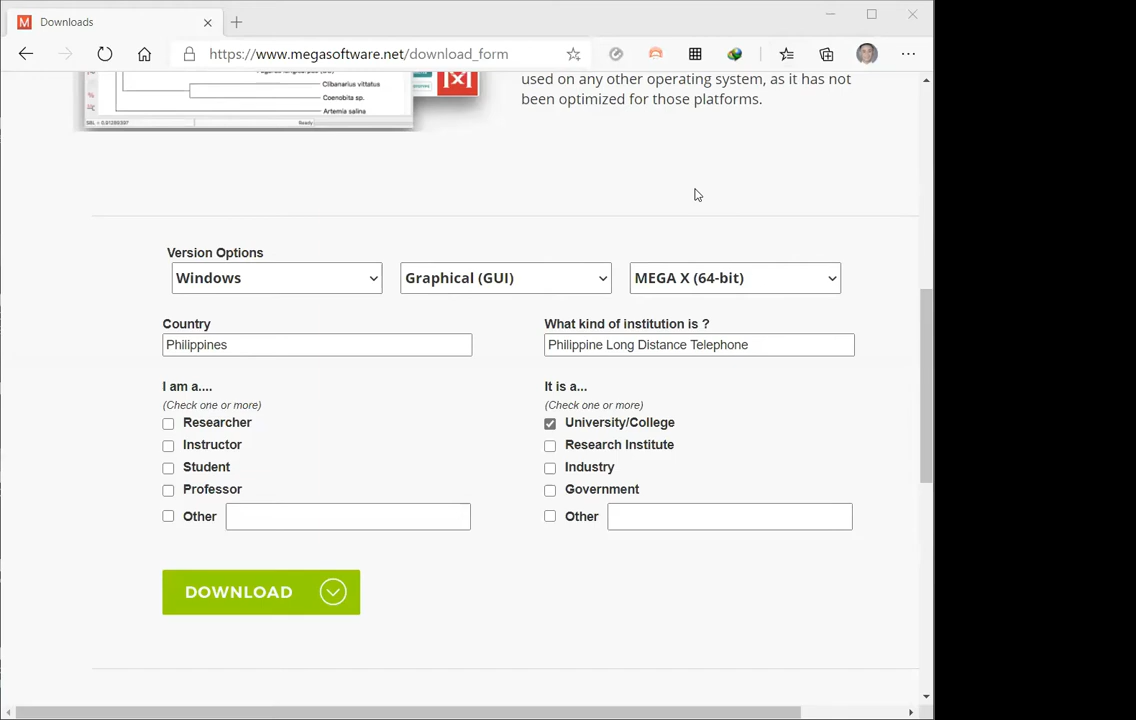 Downloads
https://www.megasoftware.net/download_form
Clibanarius vittatus
Coenobita sp.
Artemia salina
Ready
used on any other operating system, as it has not
been optimized for those platforms.
Version Options
Windows
Graphical (GUI)
MEGA X (64-bit)
Country
What kind of institution is ?
Philippines
Philippine Long Distance Telephone
I am a....
It is a...
(Check one or more)
(Check one or more)
Researcher
University/College
Instructor
Research Institute
Student
Industry
Professor
Government
Other
Other
DOWNLOAD